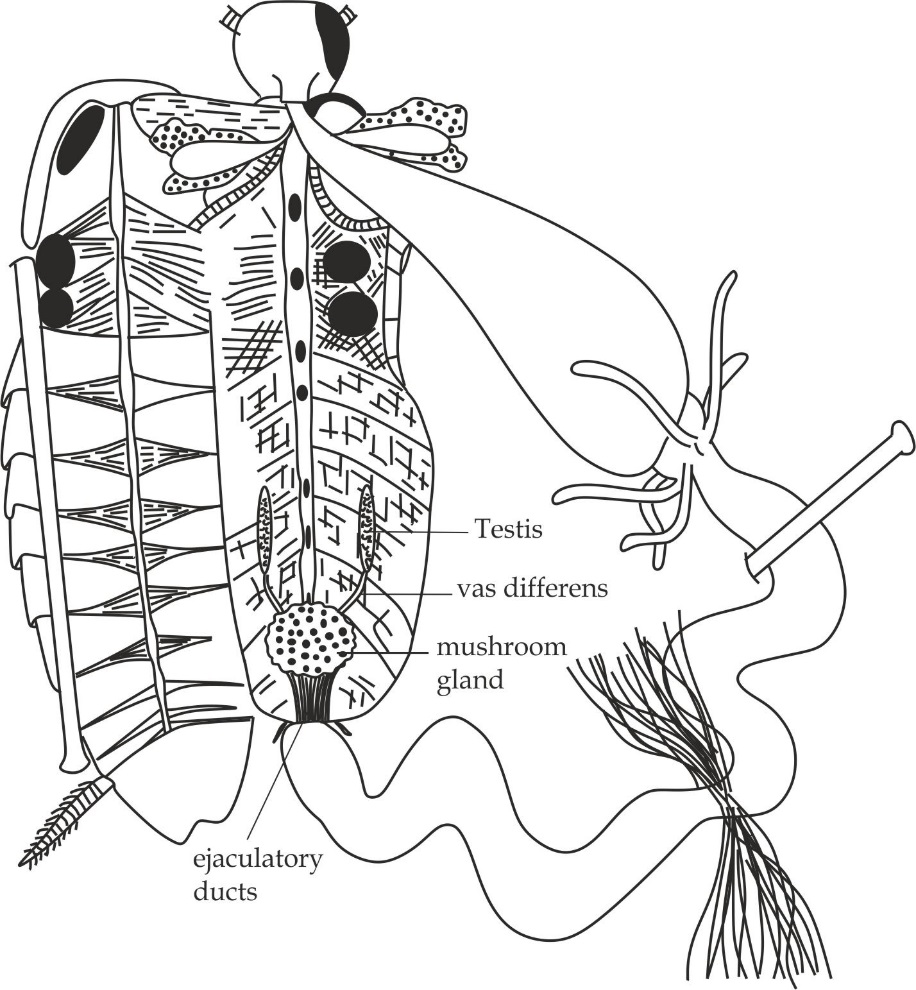 Testis
vas differens
mushroom
gland
ejaculatory
ducts